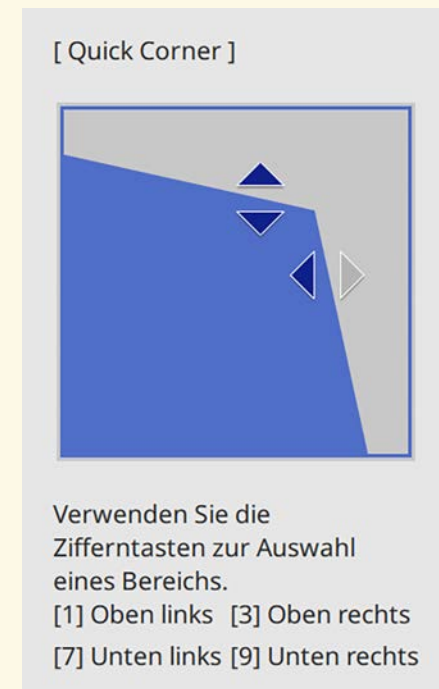 [ Quick Corner ]
Verwenden Sie die
Zifferntasten zur Auswahl
eines Bereichs.
[1] Oben links [3] Oben rechts
[7] Unten links [9] Unten rechts